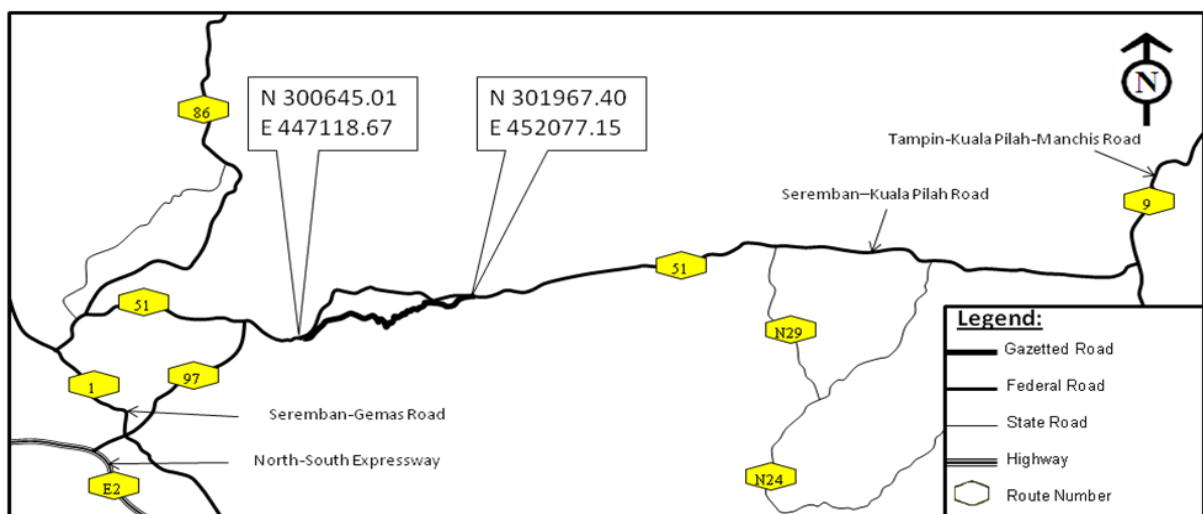 N 300645.01
E 447118.67
N 301967.40
E 452077.15
N
86
Tampin-Kuala Pilah-Manchis Road
Seremban–Kuala Pilah Road
9
51
51
N29
1
97
Seremban-Gemas Road
North-South Expressway
E2
N24
Legend:
Gazetted Road
Federal Road
State Road
Highway
Route Number